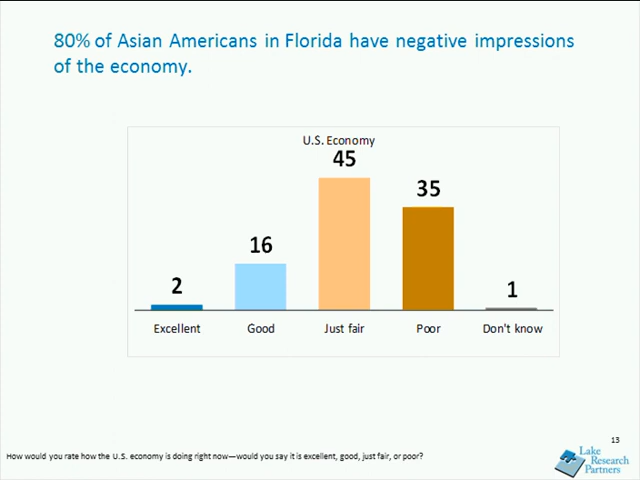 80% of Asian Americans in Florida have negative impressions
of the economy.
U.S. Economy
45
35
16
2
1
Excellent
Good
Just fair
Poor
Don't know
13
How would you rate how the U.S. economy is doing right now—would you say it is excellent, good, just fair, or poor?
Lake
Research
Partners